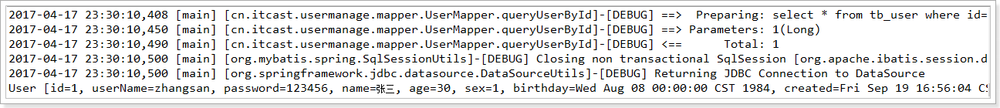 2017-04-17 23:30:10,408 [main] [cn.itcast.usermanage.mapper.UserMapper.queryUserById]-[DEBUG] ==>  Preparing: select * from tb_user where id=
2017-04-17 23:30:10,450 [main] [cn.itcast.usermanage.mapper.UserMapper.queryUserById]-[DEBUG] ==> Parameters: 1(Long)
2017-04-17 23:30:10,490 [main] [cn.itcast.usermanage.mapper.UserMapper.queryUserById]-[DEBUG] <==      Total: 1
2017-04-17 23:30:10,500 [main] [org.mybatis.spring.SqlSessionUtils]-[DEBUG] Closing non transactional SqlSession [org.apache.ibatis.session.d
2017-04-17 23:30:10,500 [main] [org.springframework.jdbc.datasource.DataSourceUtils]-[DEBUG] Returning JDBC Connection to DataSource
User [id=1, userName=zhangsan, password=123456, name=张三, age=30, sex=1, birthday=Wed Aug 08 00:00:00 CST 1984, created=Fri Sep 19 16:56:04 CS